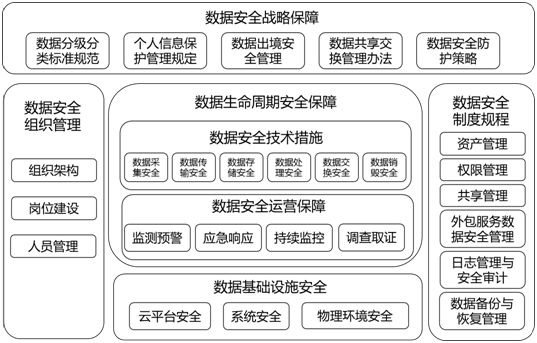 数据安全战略保障
数据分级分
类标准规范
个人信息保
护管理规定
数据出境安
全管理
数据共享交
换管理办法
数据安全防
护策略
数据安全
组织管理
组织架构
岗位建设
人员管理
数据生命周期安全保障
数据安全技术措施
数据采
集安全
数据传
输安全
数据存
储安全
数据处
理安全
数据交
换安全
数据销
毁安全
数据安全运营保障
监测预警
应急响应
持续监控
调查取证
数据基础设施安全
云平台安全
系统安全
物理环境安全
数据安全
制度规程
资产管理
权限管理
共享管理
外包服务数
据安全管理
日志管理与
安全审计
数据备份与
恢复管理